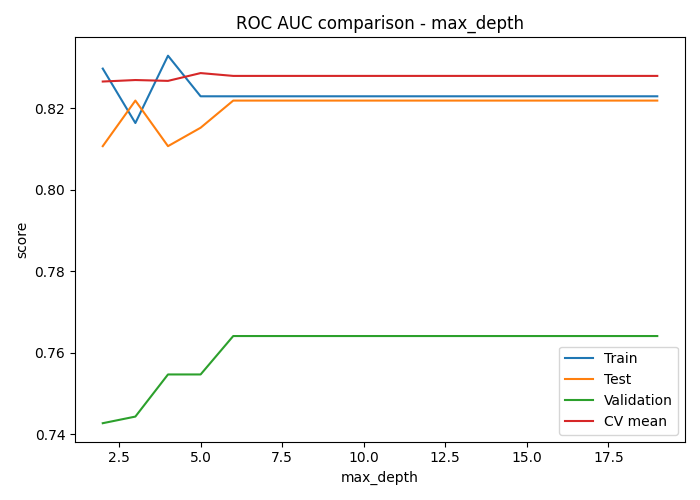 ROC AUC comparison - max_depth
score
0.82
0.80
0.78
0.76
0.74
2.5 5.0 7.5 10.0 12.5 15.0 17.5
max_depth
Train
Test
Validation
CV mean